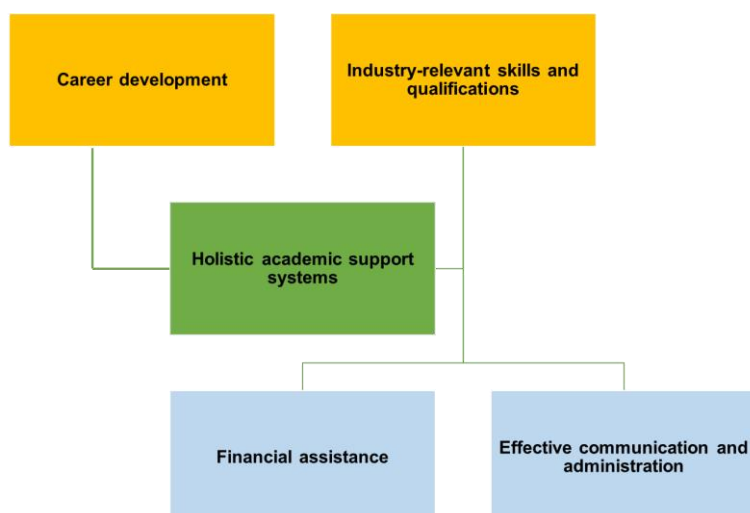 Career development
Industry-relevant skills and
qualifications
Holistic academic support
systems
Financial assistance
Effective communication and
administration